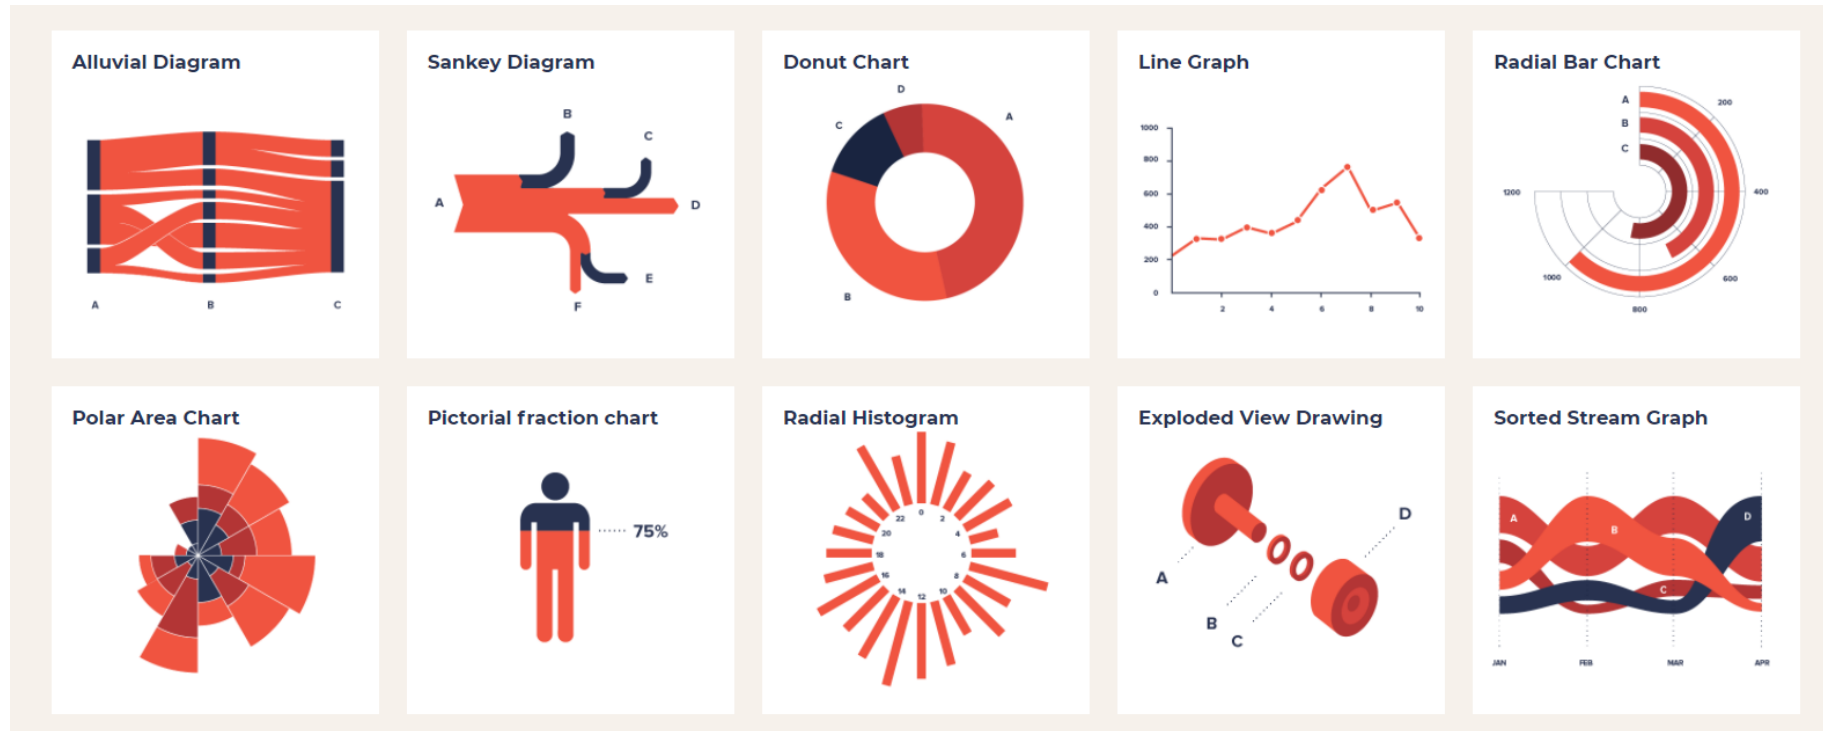 Alluvial Diagram
A
B
C
Sankey Diagram
B
C
A
D
E
F
Donut Chart
D
A
C
B
Line Graph
1000
800
600
400
200
0
2
4
6
8
10
Radial Bar Chart
A
200
B
C
1200
400
1000
600
800
Polar Area Chart
Pictorial fraction chart
75%
Radial Histogram
0
22
2
20
4
18
6
16
8
14
10
12
Exploded View Drawing
D
A
B
C
Sorted Stream Graph
A
D
B
C
JAN
FEB
MAR
APR